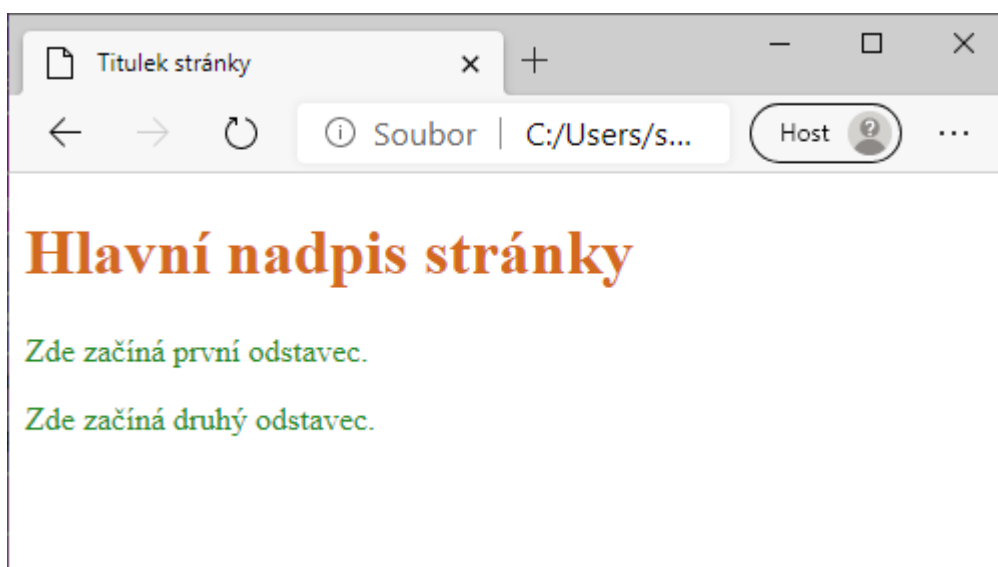 Titulek stránky
Soubor | C:/Users/s... Host
Hlavní nadpis stránky
Zde začíná první odstavec.
Zde začíná druhý odstavec.